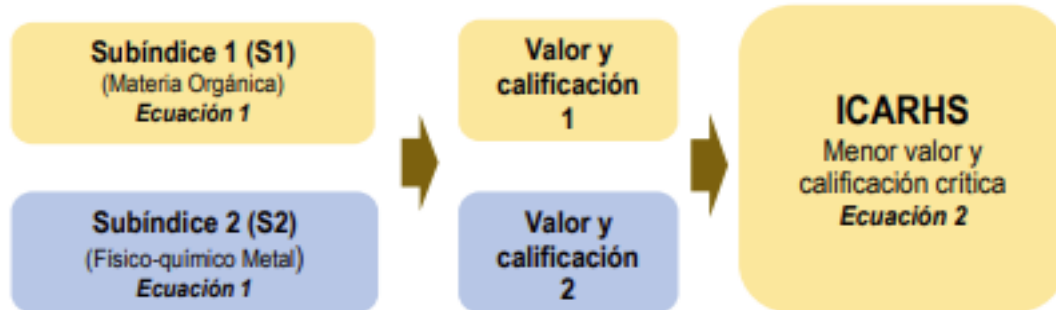 Subíndice 1 (S1)
(Materia Orgánica)
Ecuación 1
Valor y
calificación
1
Subíndice 2 (S2)
(Físico-químico Metal)
Ecuación 1
Valor y
calificación
2
ICARHS
Menor valor y
calificación crítica
Ecuación 2